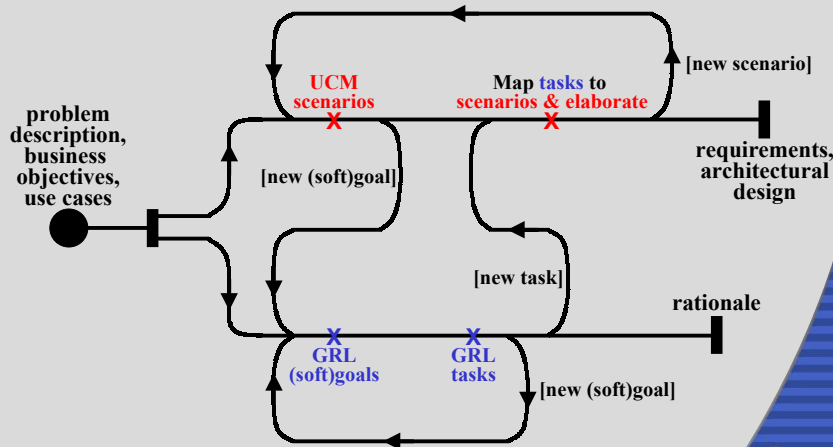 UCM
scenarios
Map tasks to
scenarios & elaborate
[new scenario]
problem
description,
business
objectives,
use cases
requirements,
architectural
design
[new (soft)goal]
[new task]
rationale
GRL
(soft)goals
GRL
tasks
[new (soft)goal]